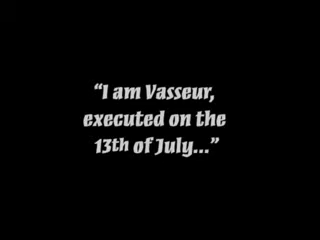 “I am Vasseur,
executed on the
13th of July...”